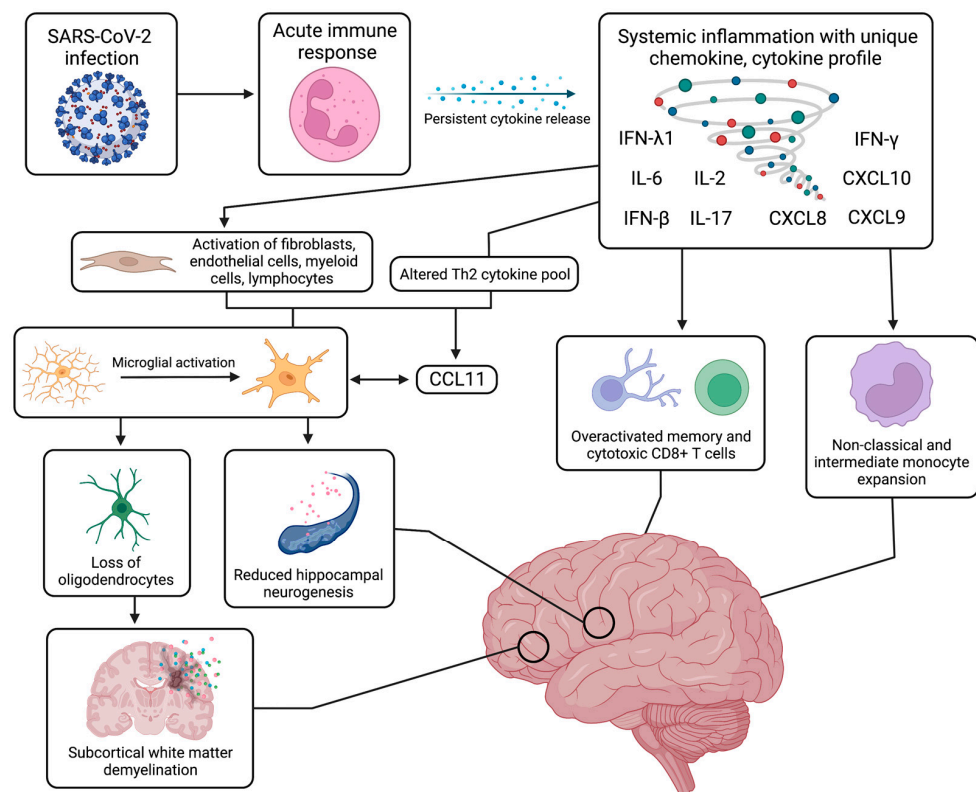 SARS-CoV-2
infection
Acute immune
response
Persistent cytokine release
Systemic inflammation with unique
chemokine, cytokine profile
IFN-λ1
IFN-γ
IL-6
IL-2
CXCL10
IFN-β
IL-17
CXCL8
CXCL9
Activation of fibroblasts,
endothelial cells, myeloid
cells, lymphocytes
Altered Th2 cytokine pool
Microglial activation
CCL11
Overactivated memory and
cytotoxic CD8+ T cells
Non-classical and
intermediate monocyte
expansion
Loss of
oligodendrocytes
Reduced hippocampal
neurogenesis
Subcortical white matter
demyelination